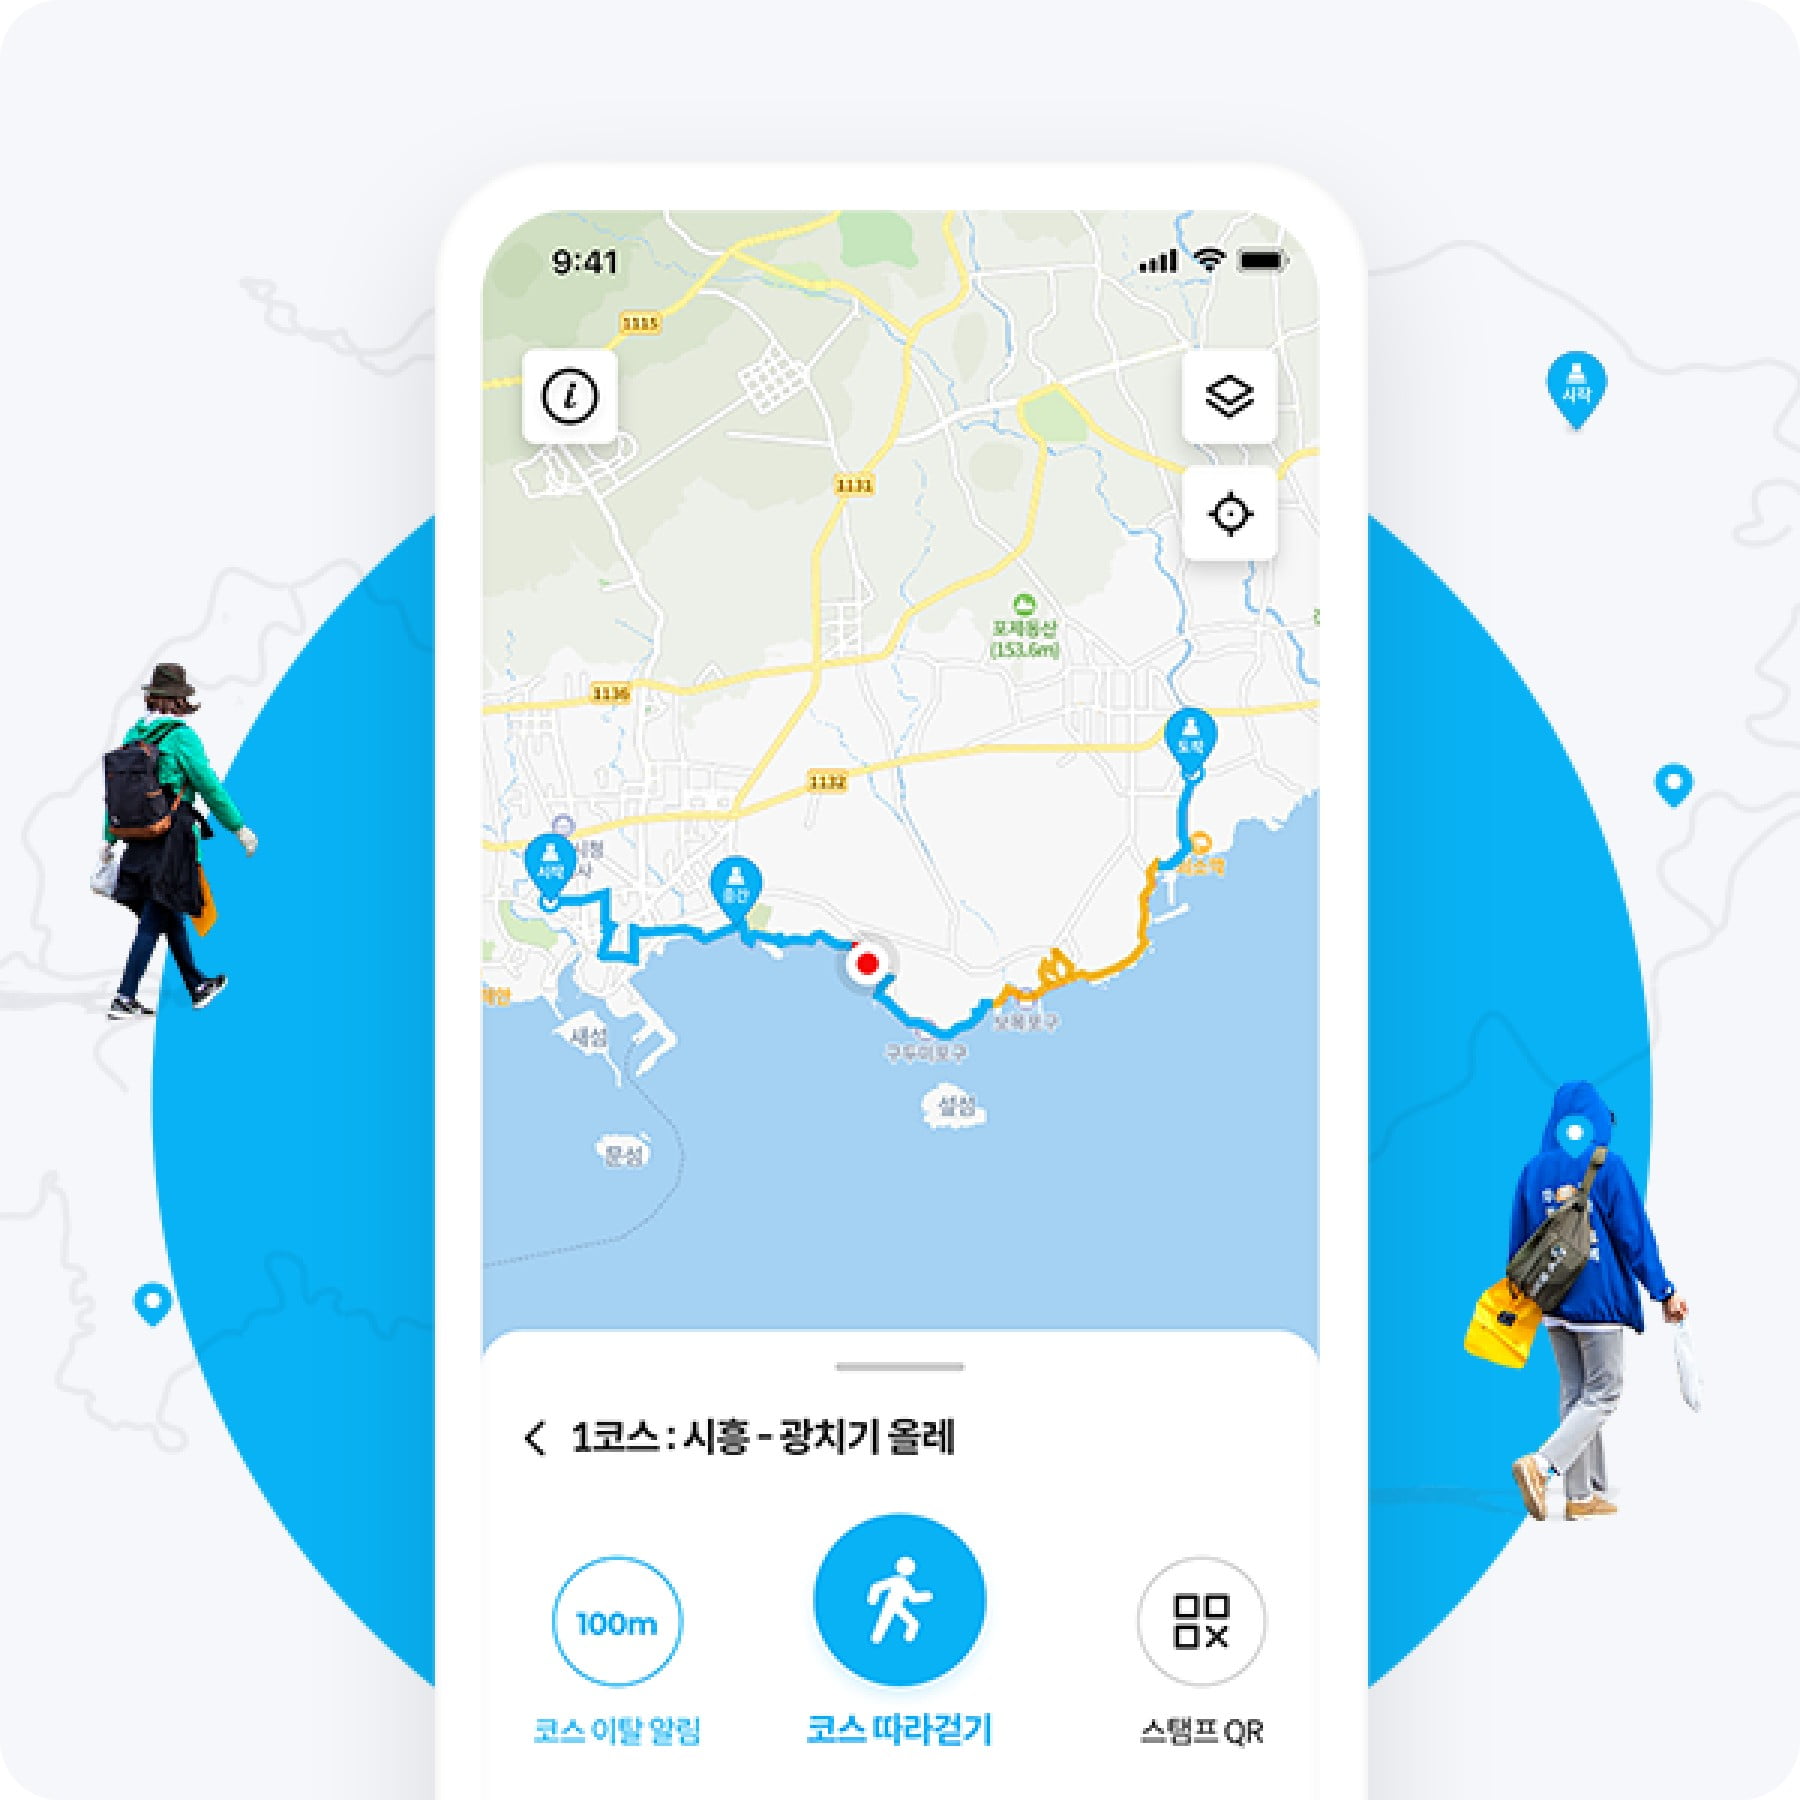 9:41
시작
1115
i
1131
포제동산
(153.6m)
1136
도착
1132
시청
시작
중간
새섬
보목포구
구두미포구
섶섬
문섬
1코스 : 시흥 - 광치기 올레
100m
코스 이탈 알림
코스 따라걷기
스탬프 QR